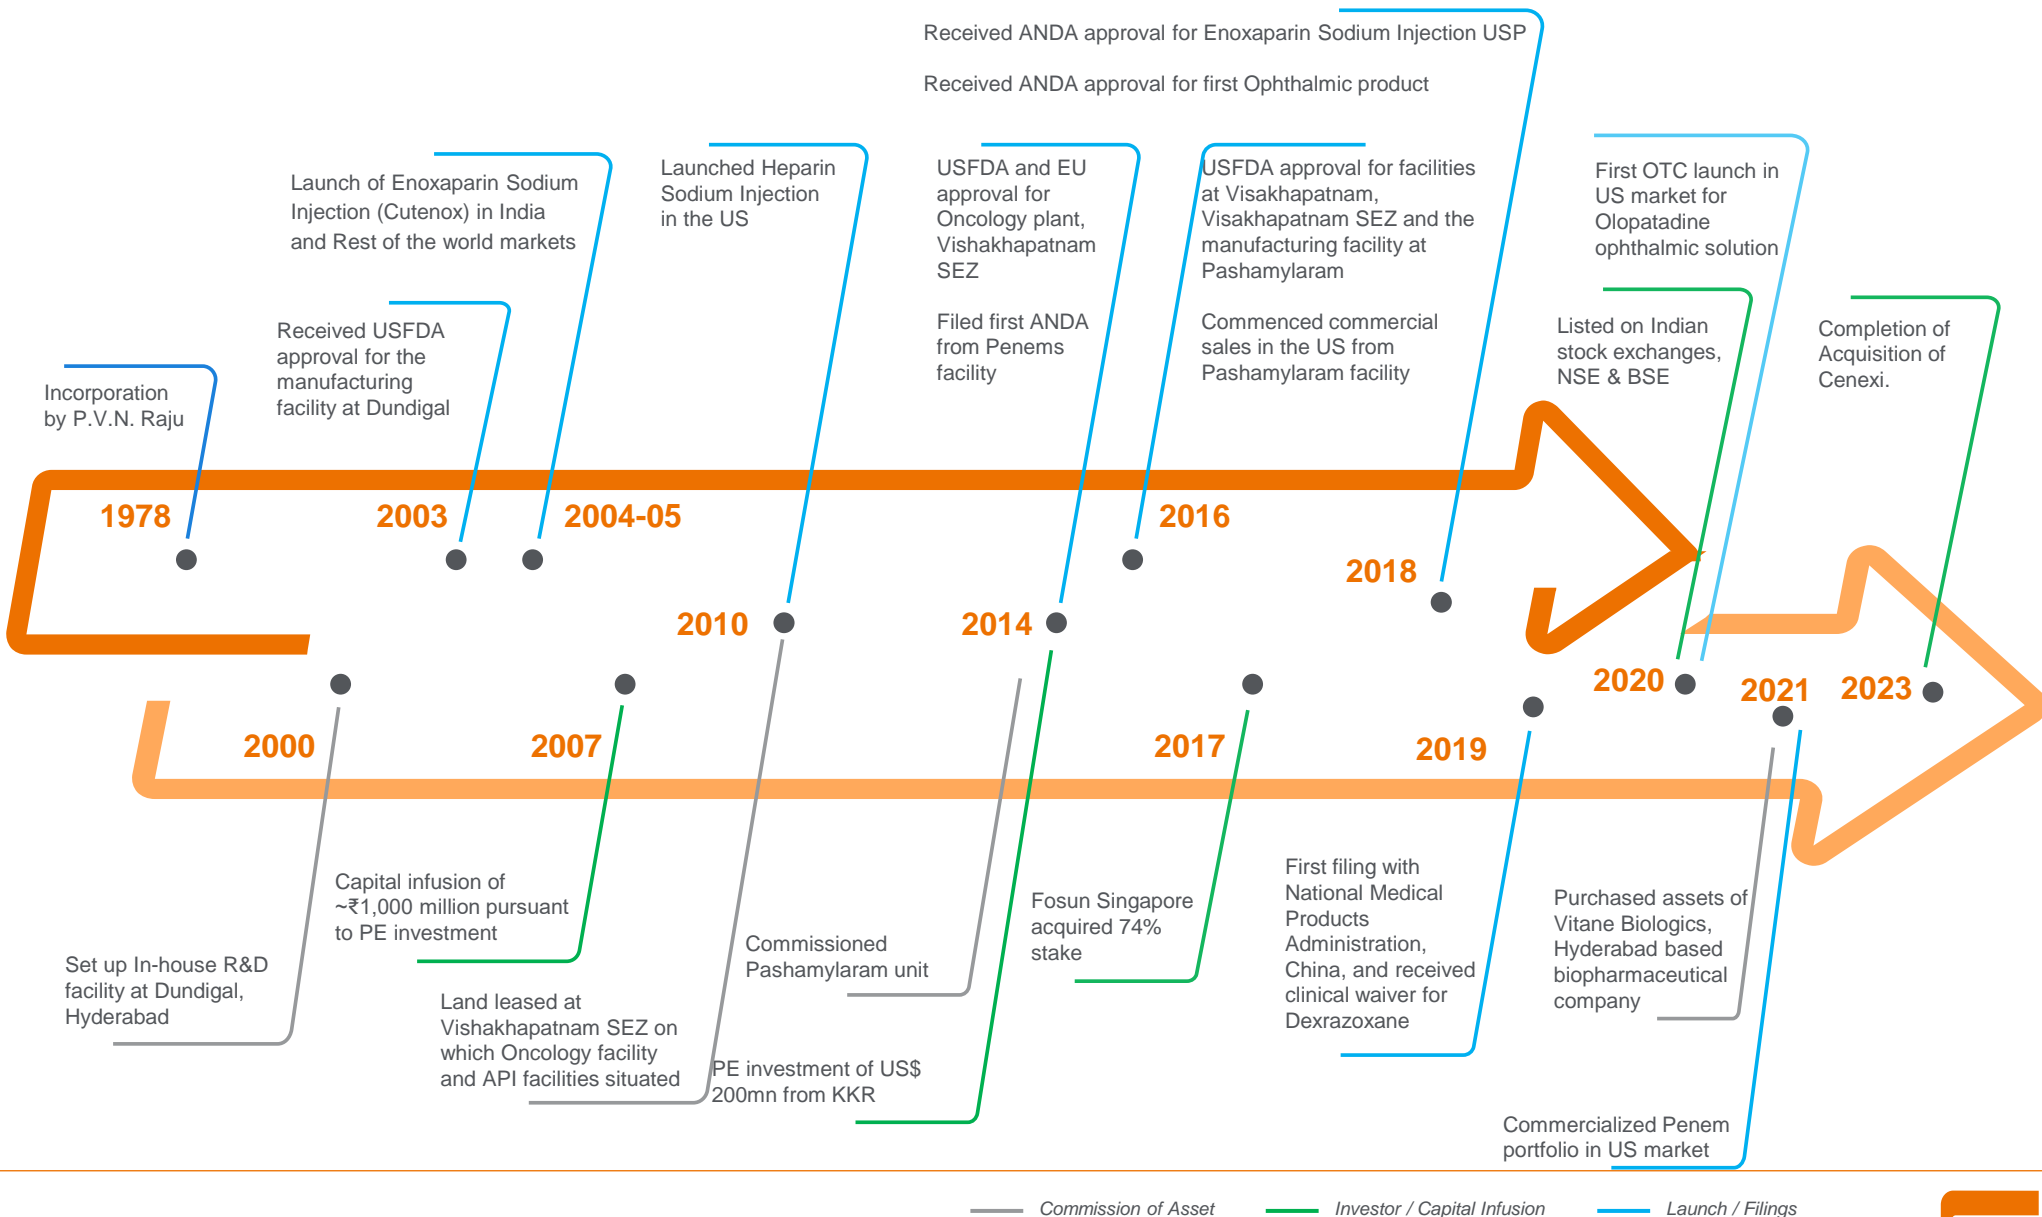 Received ANDA approval for Enoxaparin Sodium Injection USP
Received ANDA approval for first Ophthalmic product
Launch of Enoxaparin Sodium
Injection (Cutenox) in India
and Rest of the world markets
Launched Heparin
Sodium Injection
in the US
USFDA and EU
approval for
Oncology plant,
Vishakhapatnam
SEZ
Filed first ANDA
from Penems
facility
USFDA approval for facilities
at Visakhapatnam,
Visakhapatnam SEZ and the
manufacturing facility at
Pashamylaram
Commenced commercial
sales in the US from
Pashamylaram facility
First OTC launch in
US market for
Olopatadine
ophthalmic solution
Received USFDA
approval for the
manufacturing
facility at Dundigal
Listed on Indian
stock exchanges,
NSE & BSE
Completion of
Acquisition of
Cenexi.
Incorporation
by P.V.N. Raju
1978
2003
2004-05
2016
2018
2010
2014
2020
2021
2023
2000
2007
2017
2019
Set up In-house R&D
facility at Dundigal,
Hyderabad
Capital infusion of
~₹1,000 million pursuant
to PE investment
Land leased at
Vishakhapatnam SEZ on
which Oncology facility
and API facilities situated
Commissioned
Pashamylaram unit
PE investment of US$
200mn from KKR
Fosun Singapore
acquired 74%
stake
First filing with
National Medical
Products
Administration,
China, and received
clinical waiver for
Dexrazoxane
Purchased assets of
Vitane Biologics,
Hyderabad based
biopharmaceutical
company
Commercialized Penem
portfolio in US market
Commission of Asset
Investor / Capital Infusion
Launch / Filings